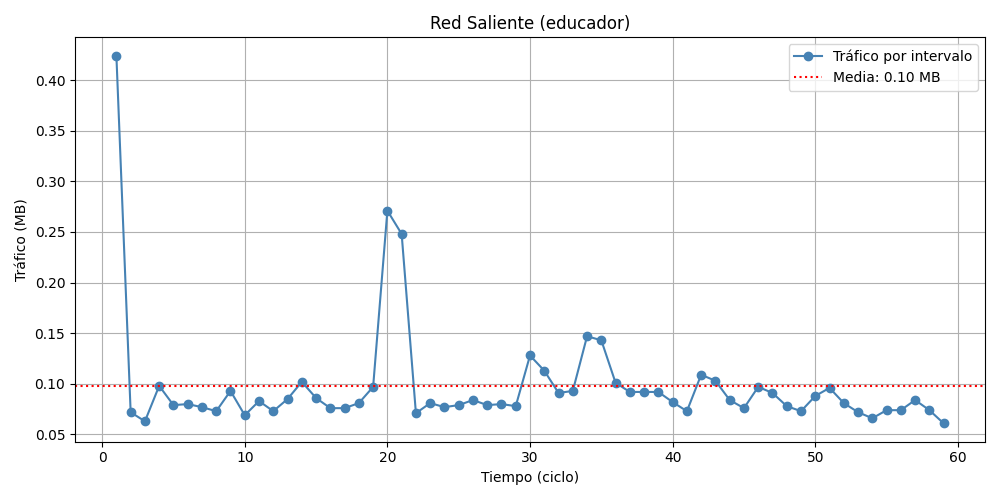 Red Saliente (educador)
Tráfico por intervalo
Media: 0.10 MB
Tráfico (MB)
0.40
0.35
0.30
0.25
0.20
0.15
0.10
0.05
0 10 20 30 40 50 60
Tiempo (ciclo)